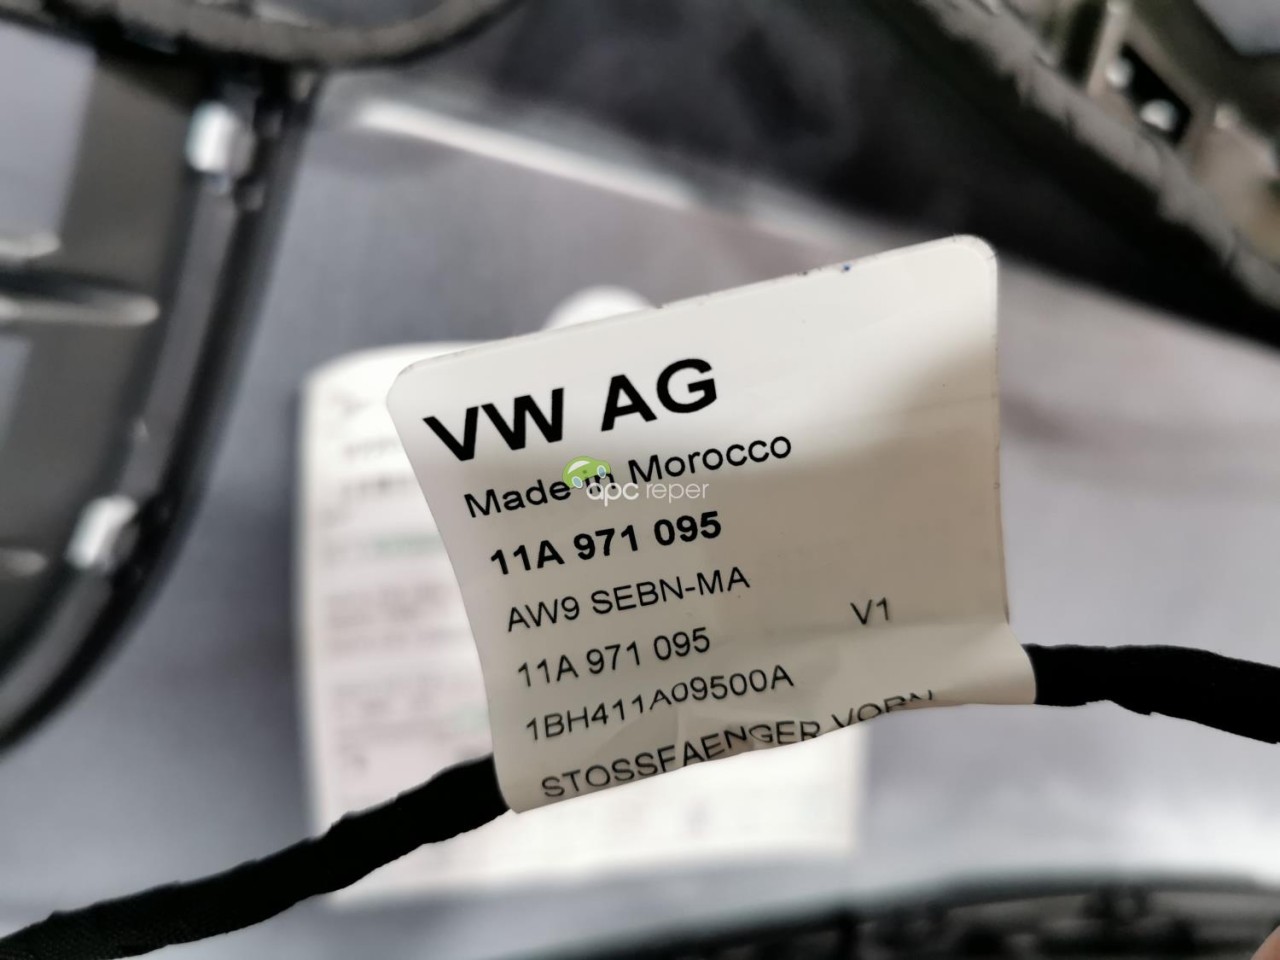 VW AG
Made in Morocco
apc reper
11A 971 095
AW9 SEBN-MA
11A 971 095 V1
1BH411A09500A
STOSSFAENGER VORN